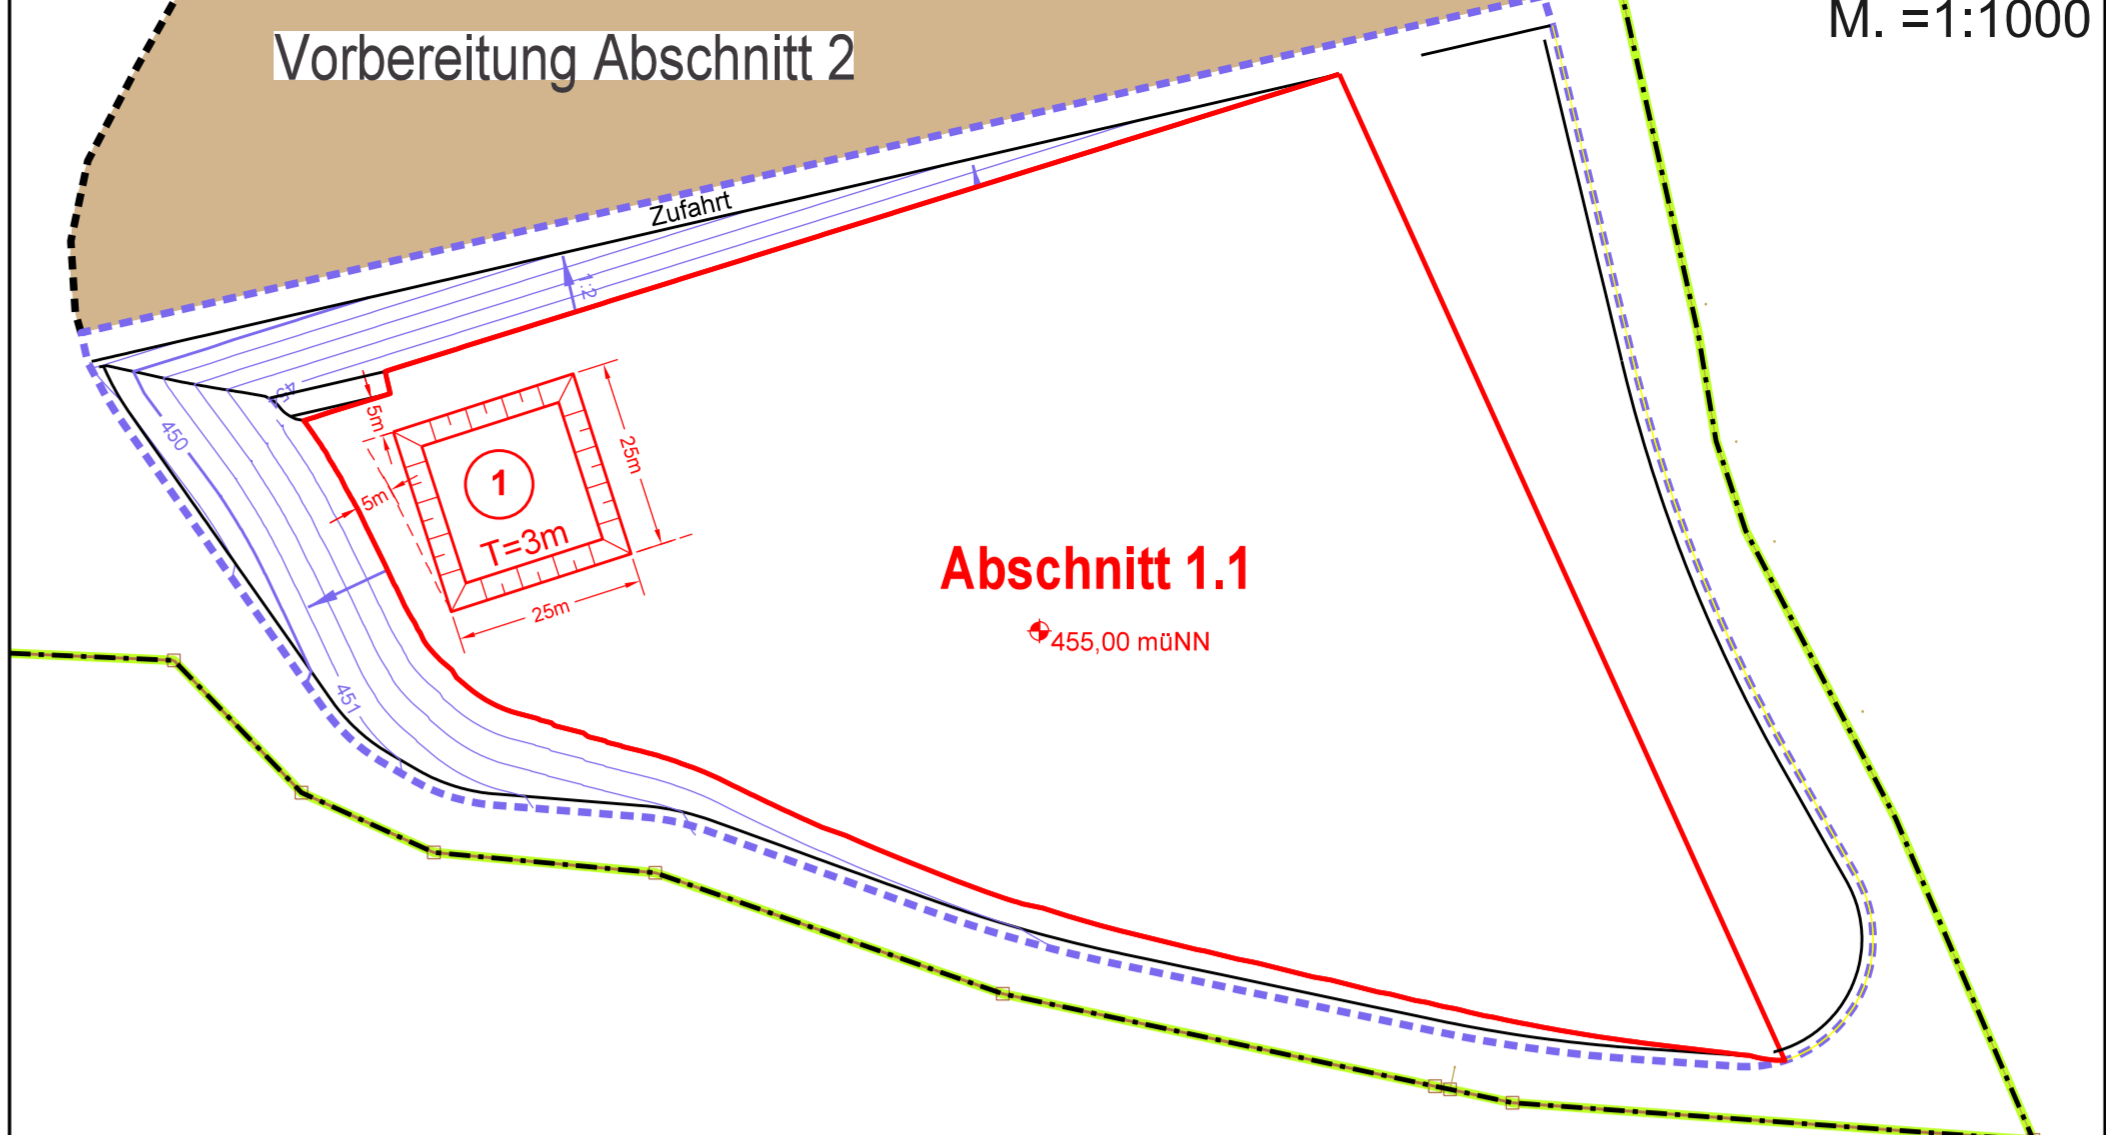 M. =1:1000
Vorbereitung Abschnitt 2
Zufahrt
1:2
5m
450
25m
1
5m
T=3m
Abschnitt 1.1
25m
455,00 müNN
451